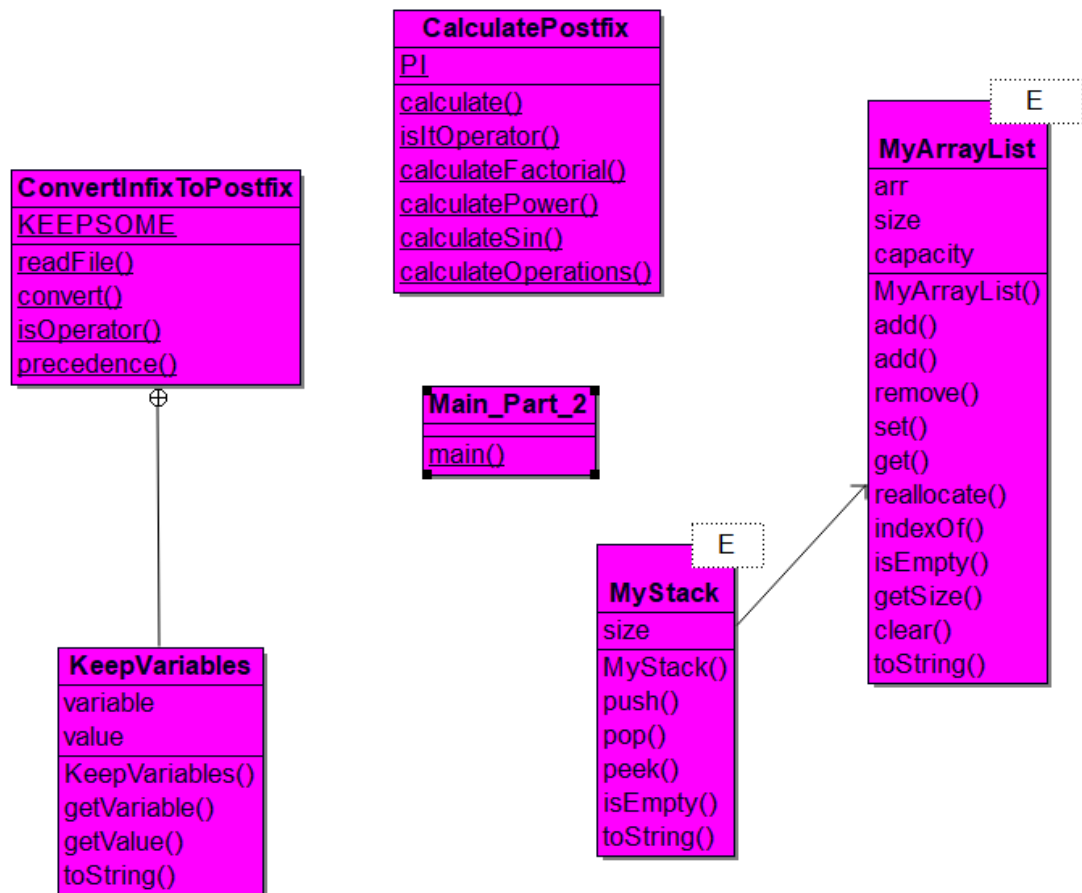 CalculatePostfix
PI
calculate()
isItOperator()
calculateFactorial()
calculatePower()
calculateSin()
calculateOperations()
E
MyArrayList
arr
size
capacity
MyArrayList()
add()
add()
remove()
set()
get()
reallocate()
indexOf()
isEmpty()
getSize()
clear()
toString()
ConvertInfixToPostfix
KEEPSOME
readFile()
convert()
isOperator()
precedence()
Main_Part_2
main()
E
MyStack
size
MyStack()
push()
pop()
peek()
isEmpty()
toString()
KeepVariables
variable
value
KeepVariables()
getVariable()
getValue()
toString()